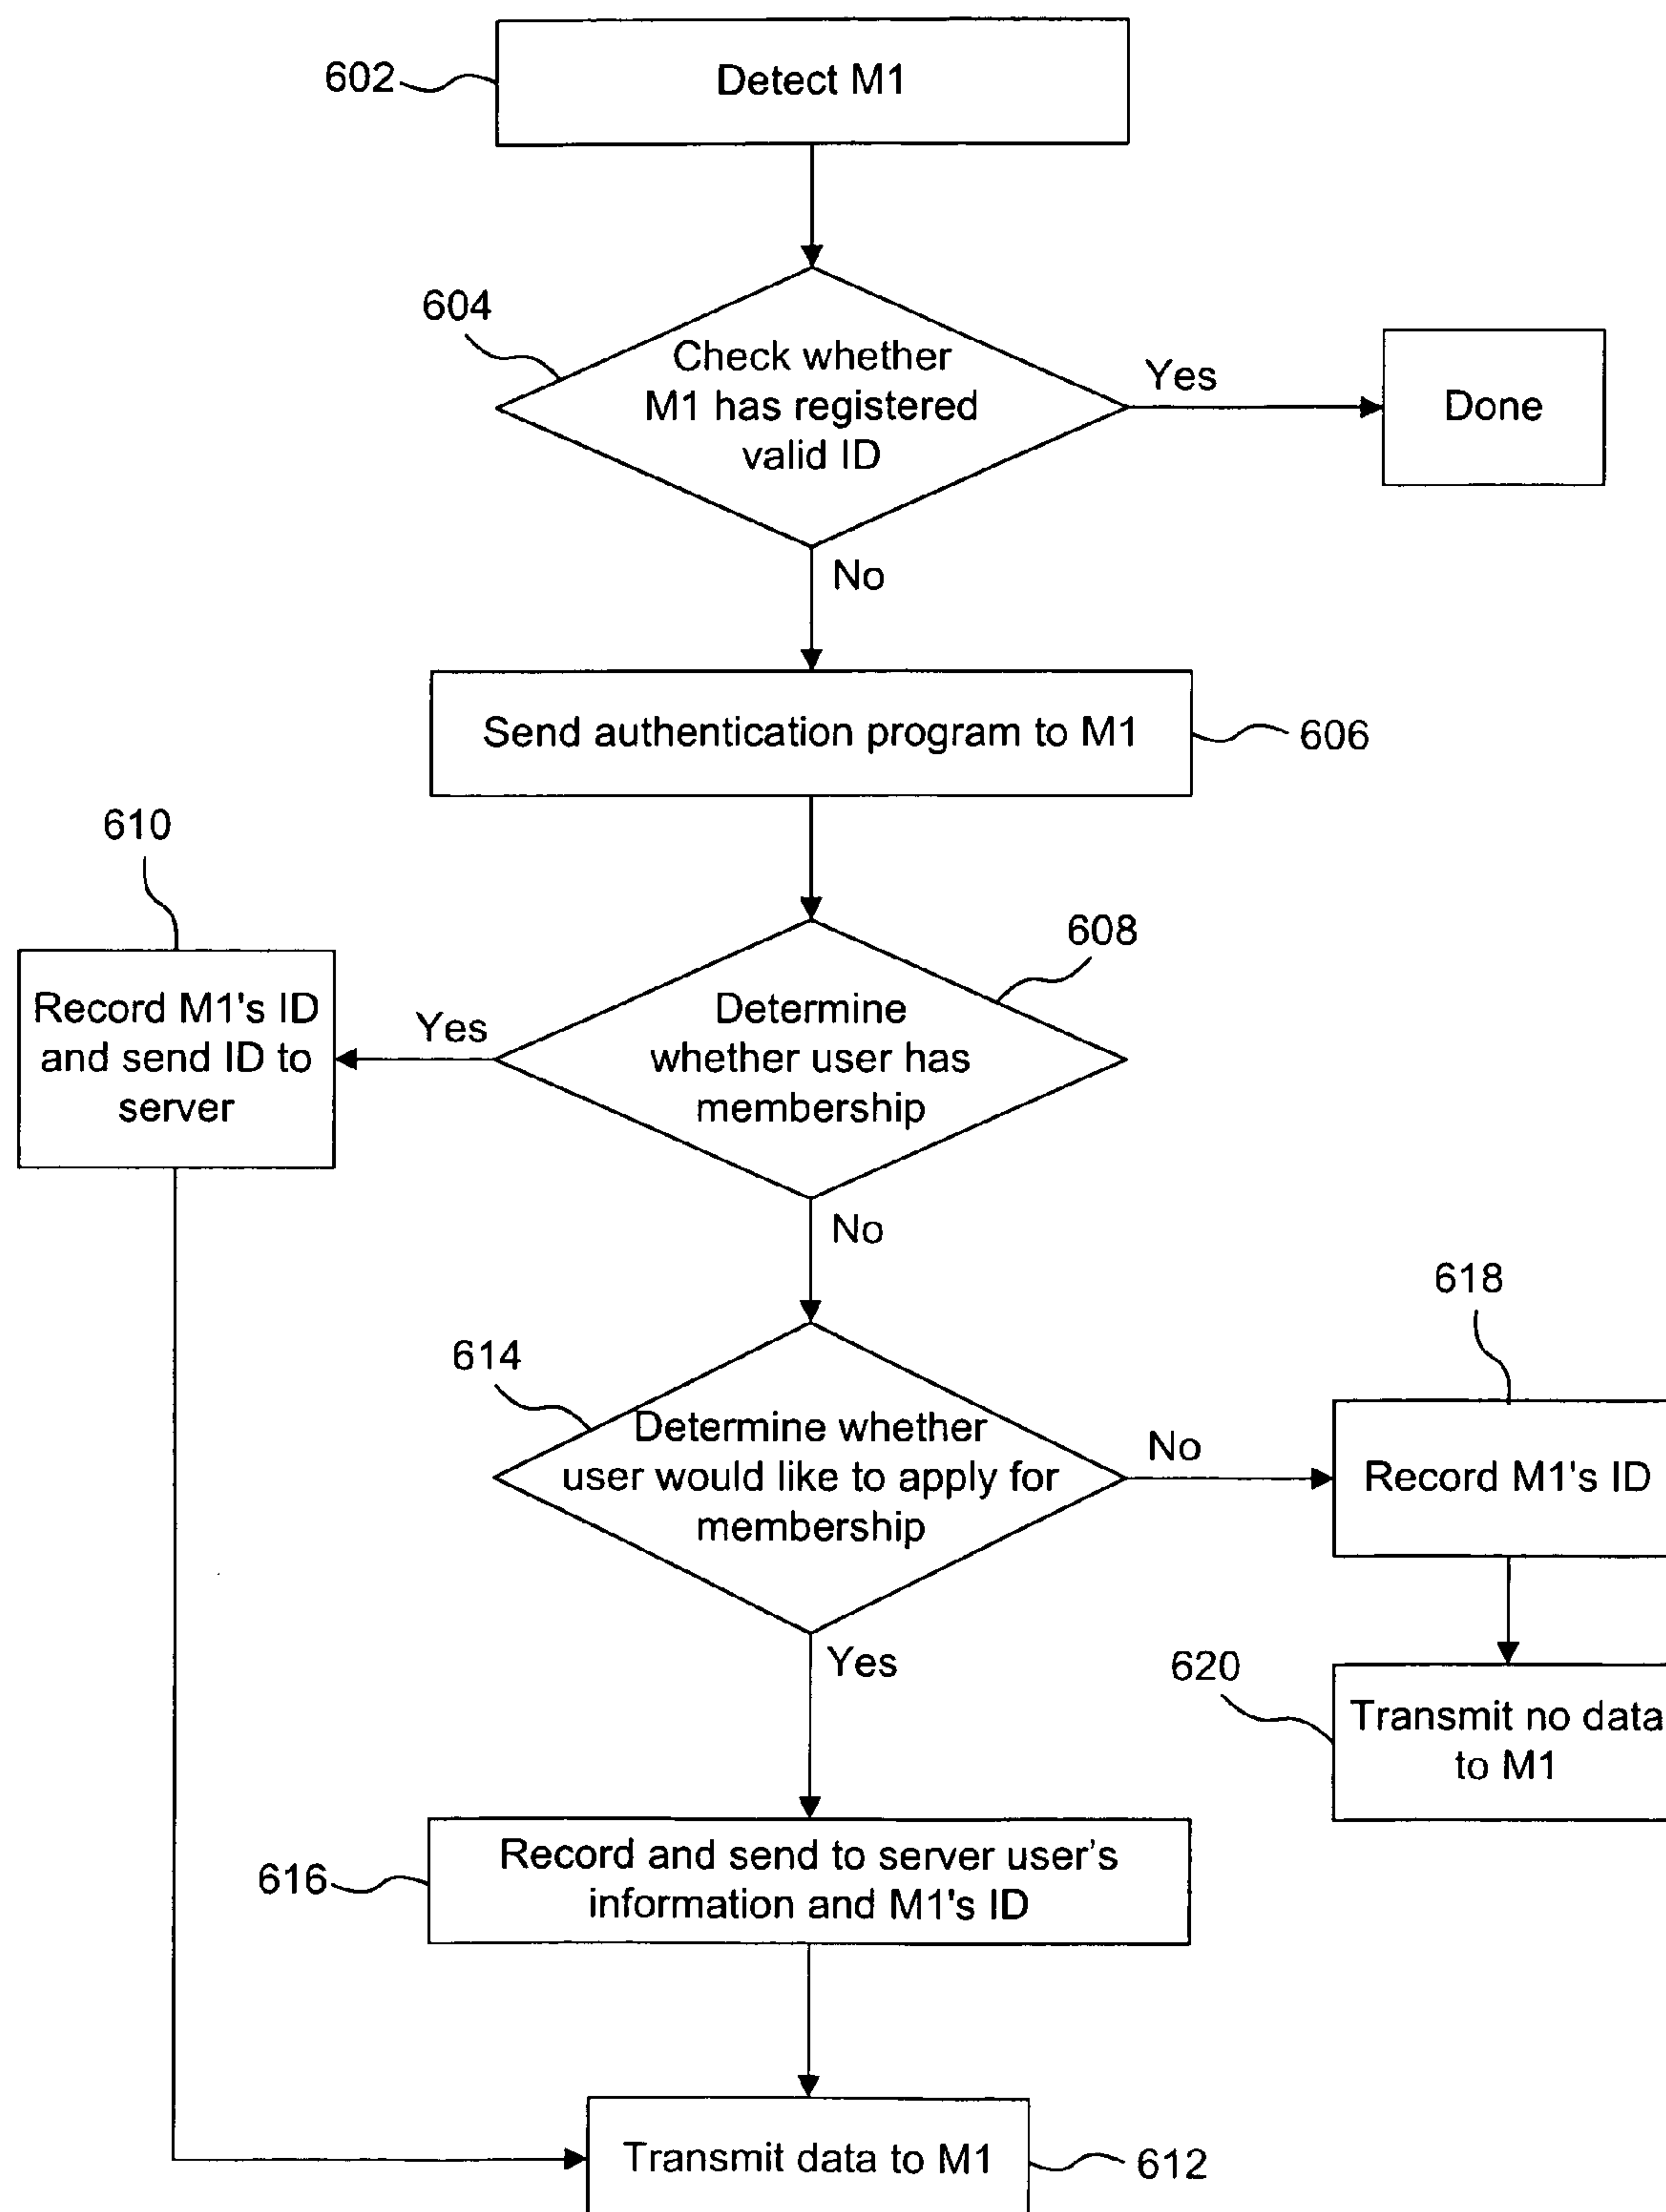 602
Detect M1
604
Check whether
M1 has registered
valid ID
Yes
Done
No
Send authentication program to M1
606
610
608
Record M1's ID
and send ID to
server
Yes
Determine
whether user has
membership
No
618
614
Determine whether
user would like to apply for
membership
No
Record M1's ID
Yes
620
Transmit no data
to M1
616
Record and send to server user’s
information and M1's ID
Transmit data to M1
612